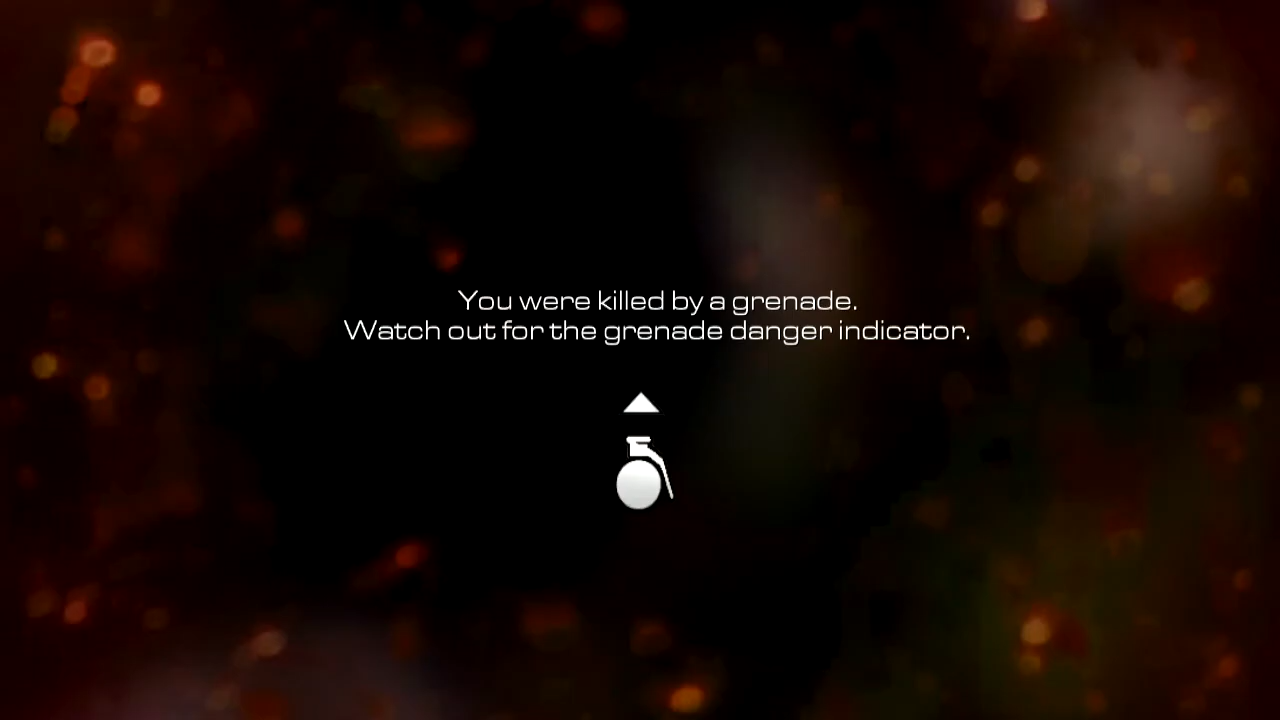 You were killed by a grenade.
Watch out for the grenade danger indicator.